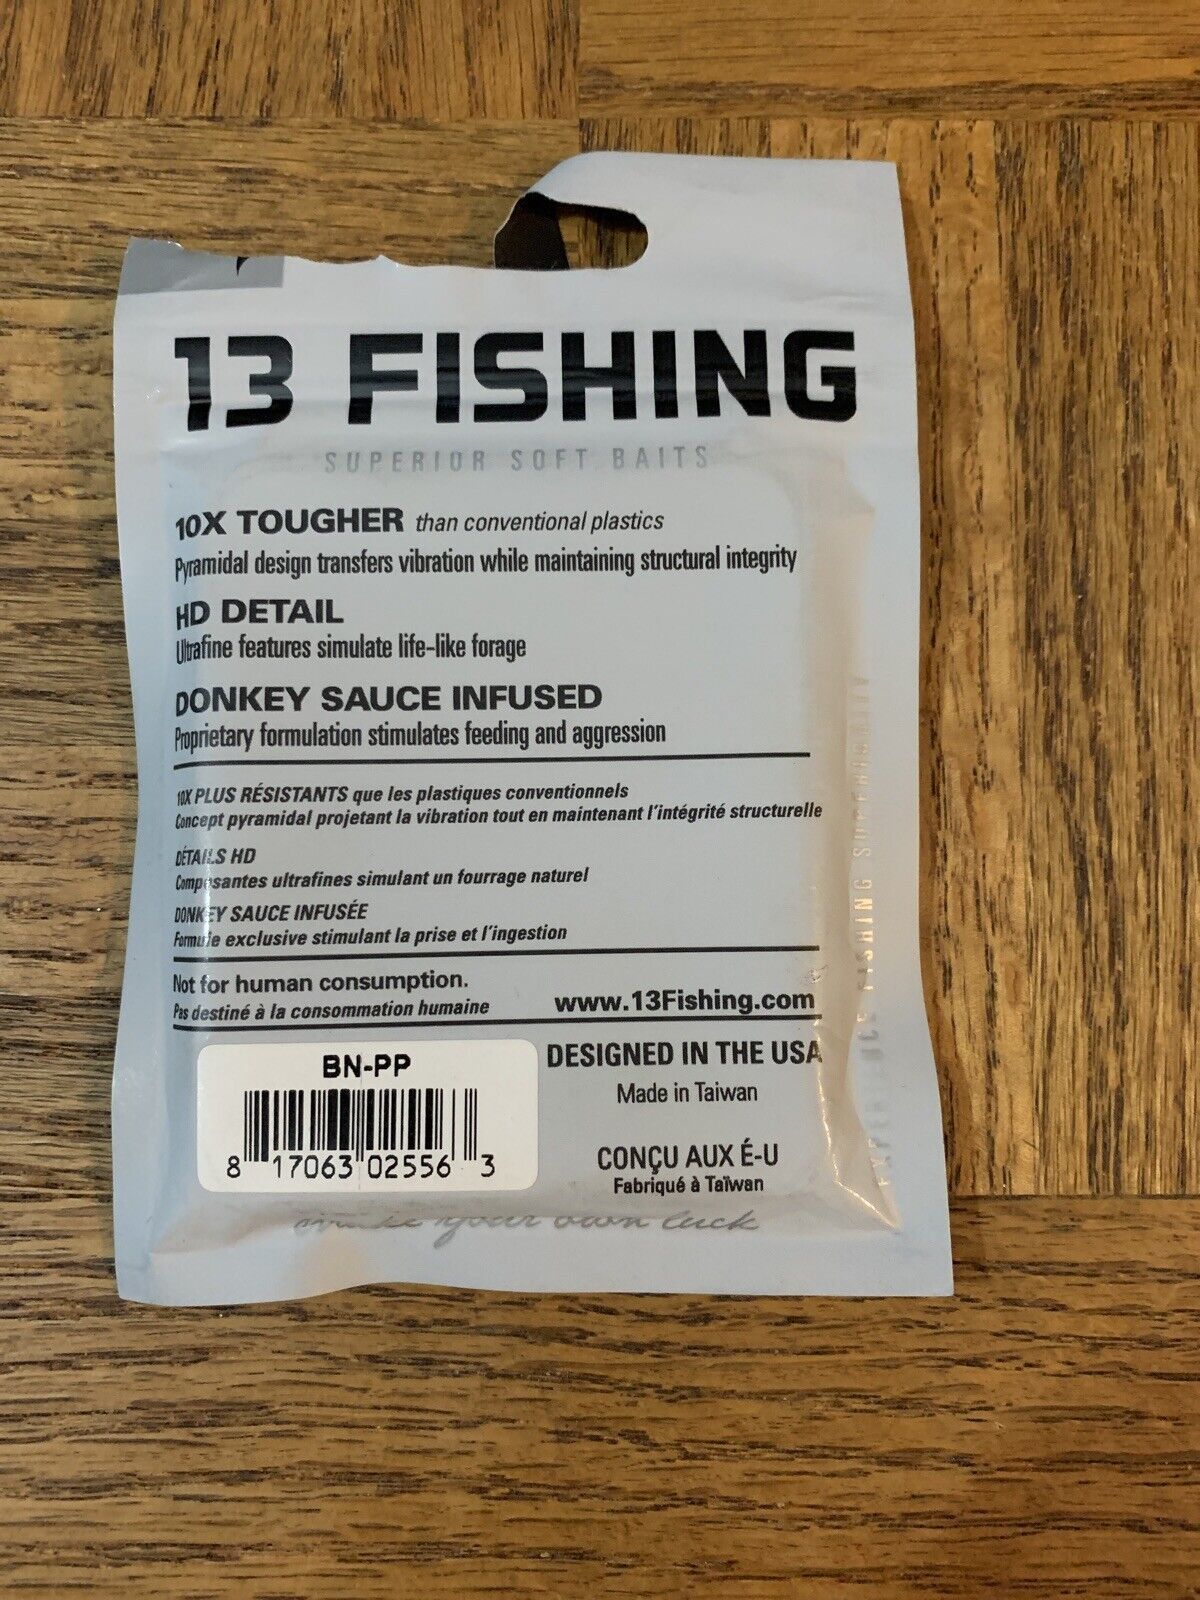 13 FISHING
SUPERIOR SOFT BAITS
10X TOUGHER than conventional plastics
Pyramidal design transfers vibration while maintaining structural integrity
HD DETAIL
Ultrafine features simulate life-like forage
DONKEY SAUCE INFUSED
Proprietary formulation stimulates feeding and aggression
10X PLUS RÉSISTANTS que les plastiques conventionnels
Concept pyramidal projetant la vibration tout en maintenant l'intégrité structurelle
DÉTAILS HD
Composantes ultrafines simulant un fourrage naturel
DONKEY SAUCE INFUSÉE
Formule exclusive stimulant la prise et l'ingestion
Not for human consumption.
Pas destiné à la consommation humaine
www.13Fishing.com
BN-PP
8 17063 02556 3
DESIGNED IN THE USA
Made in Taiwan
CONÇU AUX É-U
Fabriqué à Taïwan
your own luck
FISHING